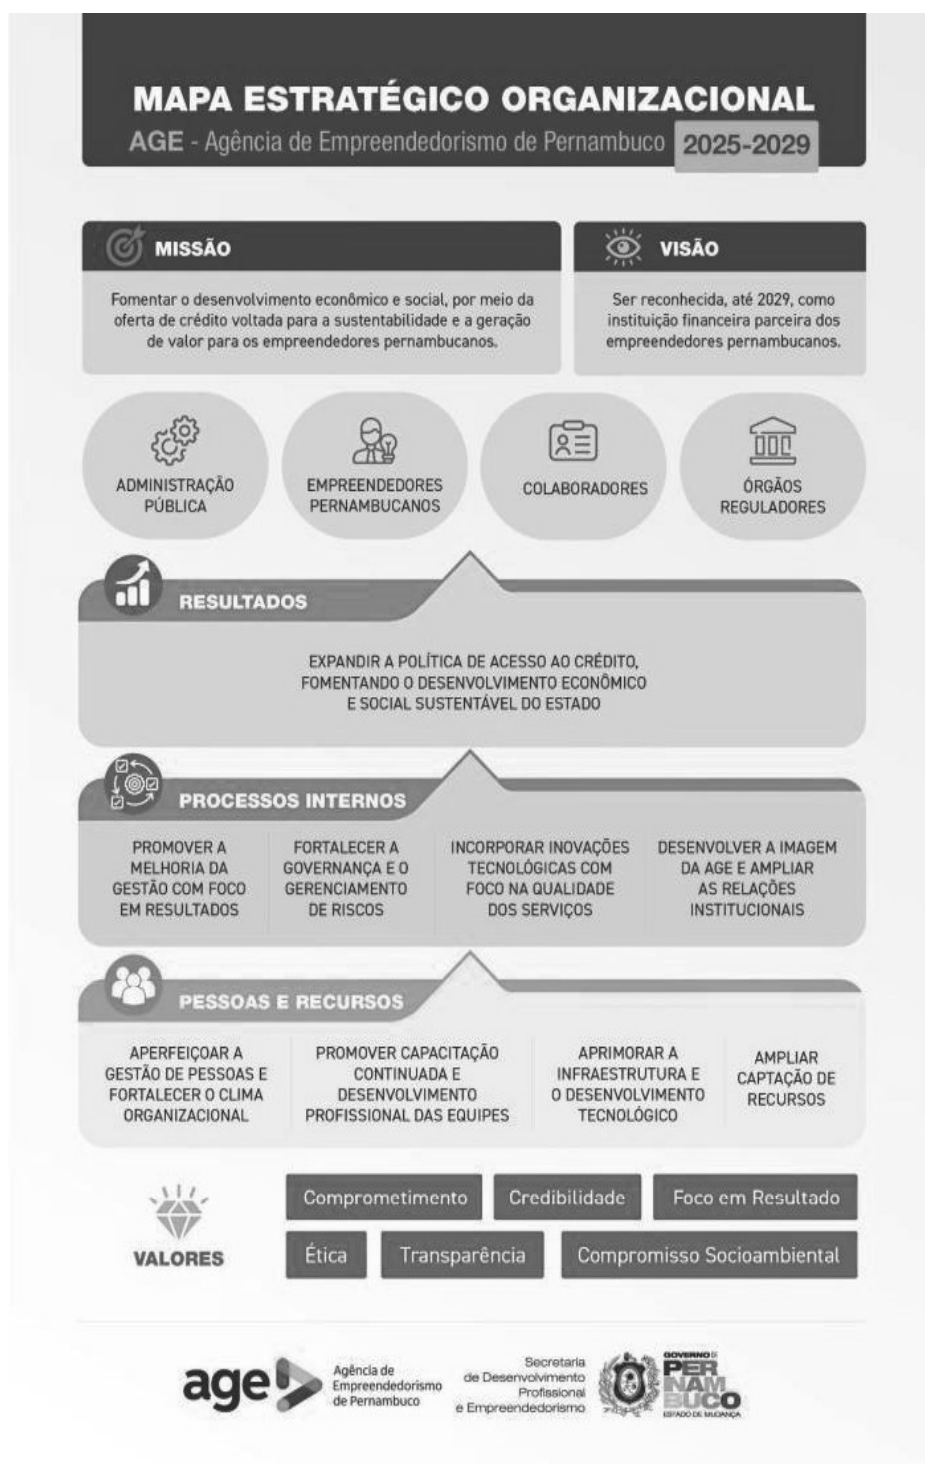 MAPA ESTRATÉGICO ORGANIZACIONAL
AGE - Agência de Empreendedorismo de Pernambuco 2025-2029
MISSÃO
Fomentar o desenvolvimento econômico e social, por meio da
oferta de crédito voltada para a sustentabilidade e a geração
de valor para os empreendedores pernambucanos.
VISÃO
Ser reconhecida, até 2029, como
instituição financeira parceira dos
empreendedores pernambucanos.
ADMINISTRAÇÃO
PÚBLICA
EMPREENDEDORES
PERNAMBUCANOS
COLABORADORES
ÓRGÃOS
REGULADORES
RESULTADOS
EXPANDIR A POLÍTICA DE ACESSO AO CRÉDITO,
FOMENTANDO O DESENVOLVIMENTO ECONÔMICO
E SOCIAL SUSTENTÁVEL DO ESTADO
PROCESSOS INTERNOS
PROMOVER A
MELHORIA DA
GESTÃO COM FOCO
EM RESULTADOS
FORTALECER A
GOVERNANÇA E O
GERENCIAMENTO
DE RISCOS
INCORPORAR INOVAÇÕES
TECNOLÓGICAS COM
FOCO NA QUALIDADE
DOS SERVIÇOS
DESENVOLVER A IMAGEM
DA AGE E AMPLIAR
AS RELAÇÕES
INSTITUCIONAIS
PESSOAS E RECURSOS
APERFEIÇOAR A
GESTÃO DE PESSOAS E
FORTALECER O CLIMA
ORGANIZACIONAL
PROMOVER CAPACITAÇÃO
CONTINUADA E
DESENVOLVIMENTO
PROFISSIONAL DAS EQUIPES
APRIMORAR A
INFRAESTRUTURA E
O DESENVOLVIMENTO
TECNOLÓGICO
AMPLIAR
CAPTAÇÃO DE
RECURSOS
VALORES
Comprometimento
Credibilidade
Foco em Resultado
Ética
Transparência
Compromisso Socioambiental
age
Agência de
Empreendedorismo
de Pernambuco
Secretaria
de Desenvolvimento
Profissional
e Empreendedorismo
GOVERNO DE
PER
NAM
BUCO
ESTADO DE MUDANÇA